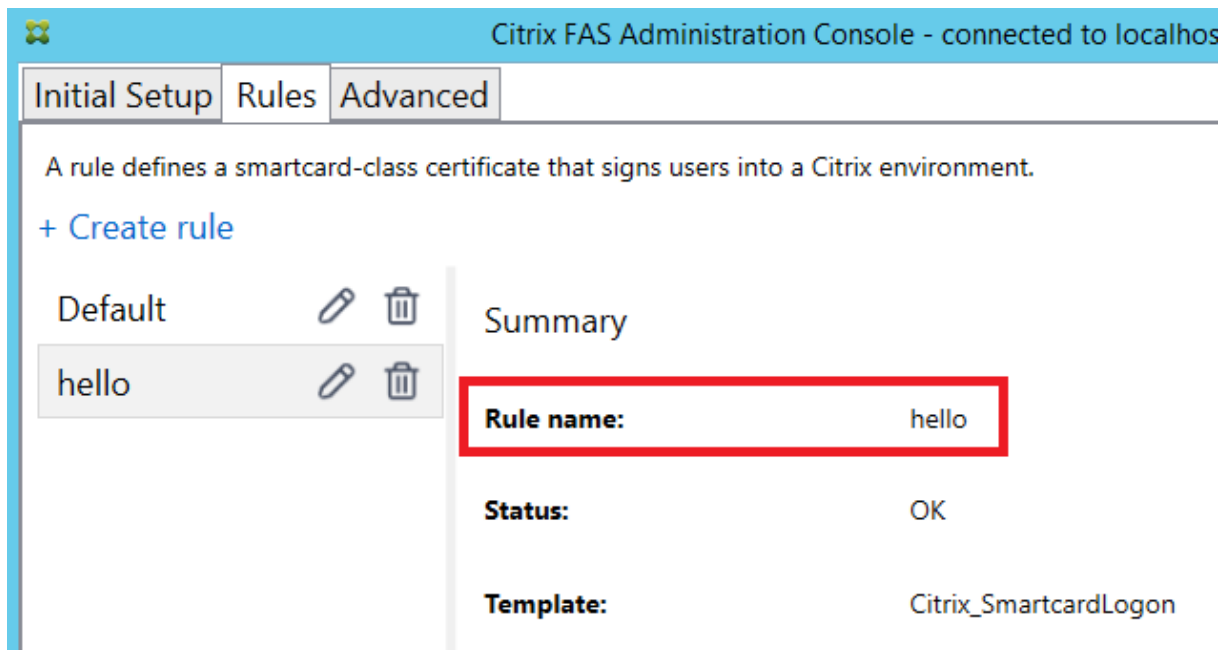 Citrix FAS Administration Console - connected to localhos
Initial Setup Rules Advanced
A rule defines a smartcard-class certificate that signs users into a Citrix environment.
+ Create rule
Default
hello
Summary
Rule name: hello
Status: OK
Template: Citrix_SmartcardLogon